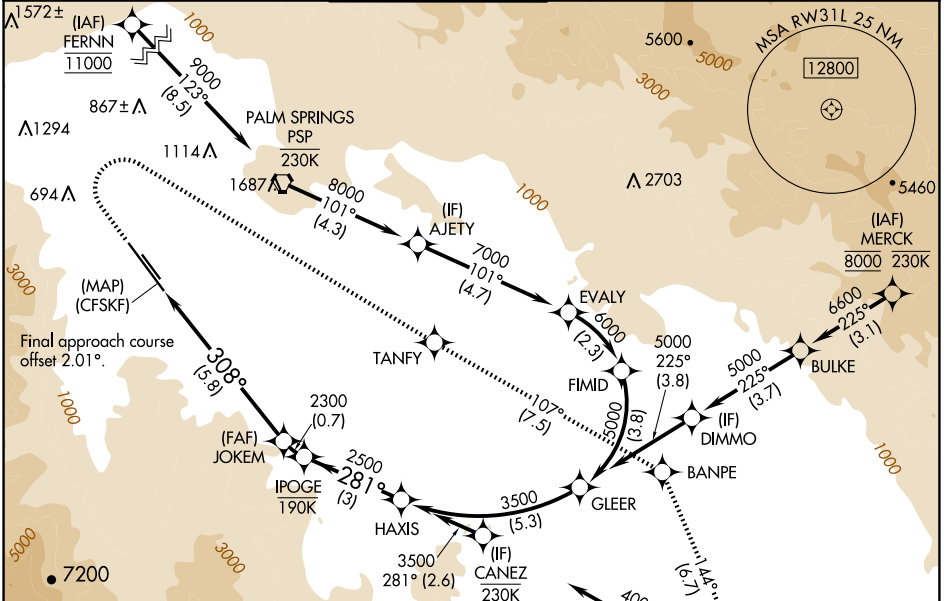 1572±
(IAF)
FERNN
11000
1000
9000
123°
(8.5)
867±
1294
1114
694
PALM SPRINGS
PSP
230K
1687
8000
101°
(4.3)
(IF)
AJETY
7000
101°
(4.7)
EVALY
6000
(2.3)
FIMID
5000
(3.8)
1000
2703
5600
5000
3000
MSA RW31L 25 NM
12800
5460
(IAF)
MERCK
8000 230K
6600
225°
(3.1)
BULKE
5000
225°
(3.7)
(IF)
DIMMO
5000
225°
(3.8)
BANPE
GLEER
TANFY
107°
(7.5)
144°
(6.7)
3000
(MAP)
(CFSKF)
Final approach course
offset 2.01°.
308°
(5.8)
1000
2300
(0.7)
(FAF)
JOKEM
IPOGE
190K
2500
281°
(3)
HAXIS
3500
(5.3)
3500
281° (2.6)
(IF)
CANEZ
230K
1000
5000
3000
7200